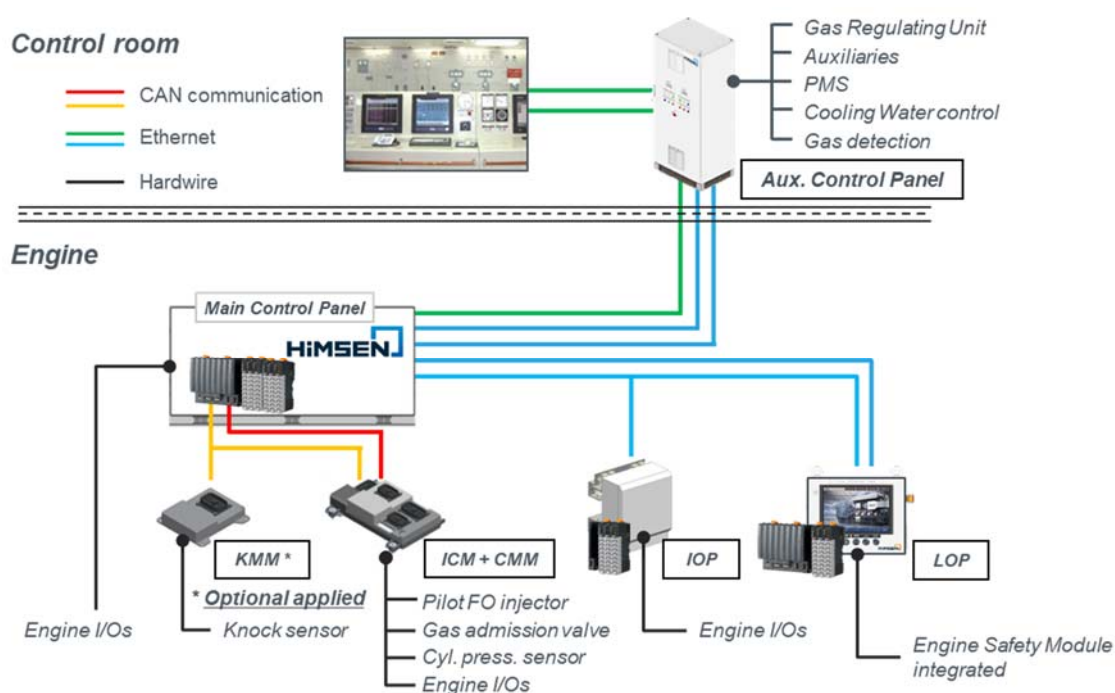 Control room
CAN communication
Ethernet
Hardwire
Gas Regulating Unit
Auxiliaries
PMS
Cooling Water control
Gas detection
Aux. Control Panel
Engine
Main Control Panel
HiMSEN
KMM *
* Optional applied
Engine I/Os
Knock sensor
ICM + CMM
Pilot FO injector
Gas admission valve
Cyl. press. sensor
Engine I/Os
IOP
Engine I/Os
HiMSEN
LOP
Engine Safety Module
integrated